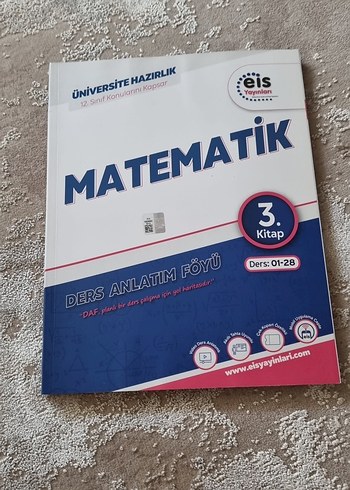 ÜNİVERSİTE HAZIRLIK
12. Sınıf Konularını Kapsar
eis
Yayınları
MATEMATİK
3.
Kitap
Ders: 01-28
DERS ANLATIM FÖYÜ
"DAF, planlı bir ders çalışma için yol haritasıdır."
www.eisyayinlari.com